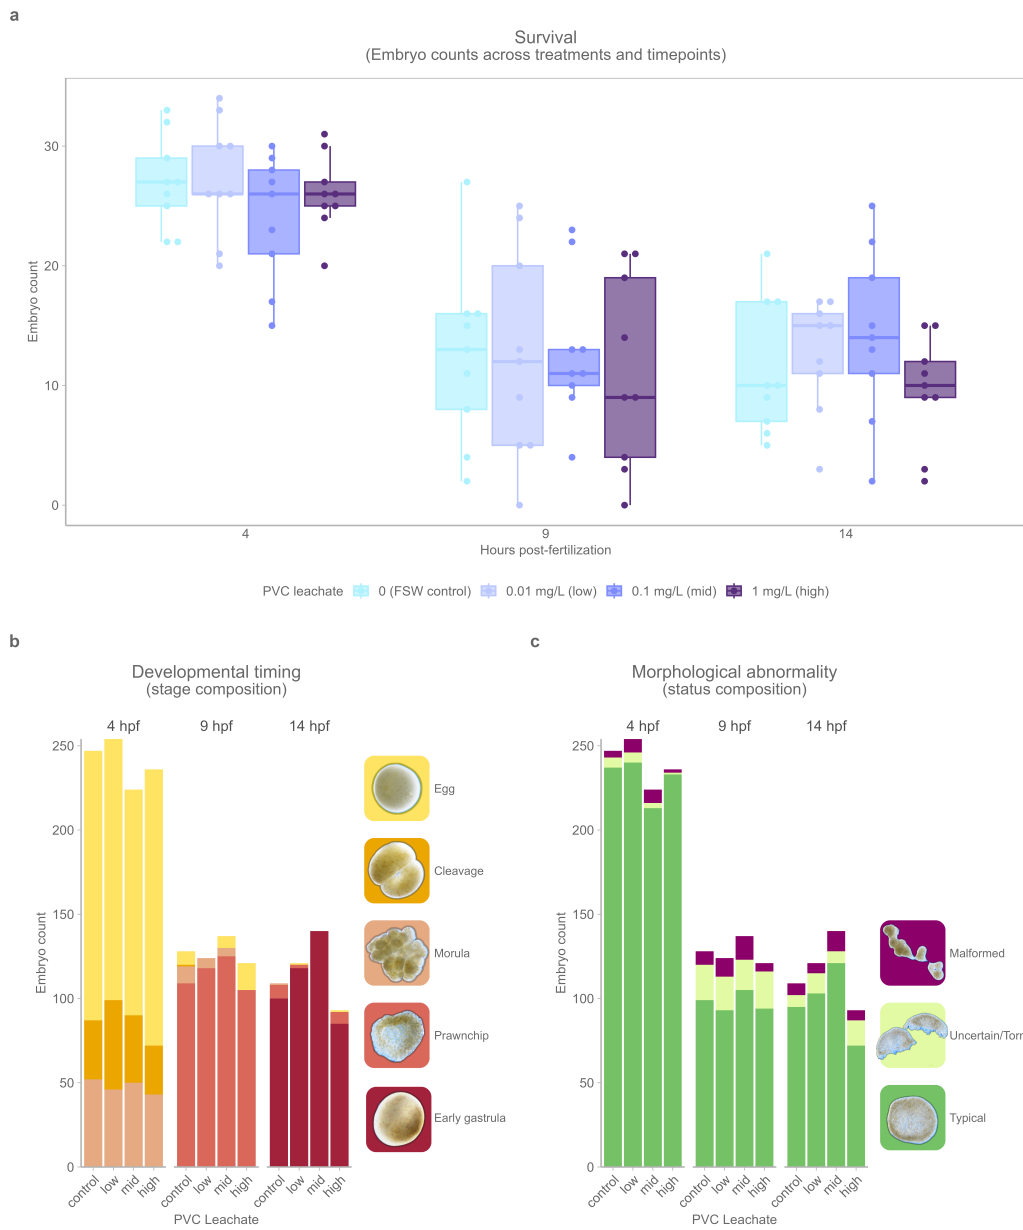 a
Survival
(Embryo counts across treatments and timepoints)
Embryo count
30
20
10
0
4
9
14
Hours post-fertilization
PVC leachate
0 (FSW control)
0.01 mg/L (low)
0.1 mg/L (mid)
1 mg/L (high)
b
Developmental timing
(stage composition)
4 hpf
9 hpf
14 hpf
Embryo count
250
200
150
100
50
0
control
low
mid
high
control
low
mid
high
control
low
mid
high
PVC Leachate
Egg
Cleavage
Morula
Prawnchip
Early gastrula
c
Morphological abnormality
(status composition)
4 hpf
9 hpf
14 hpf
Embryo count
250
200
150
100
50
0
control
low
mid
high
control
low
mid
high
control
low
mid
high
PVC Leachate
Malformed
Uncertain/Torn
Typical